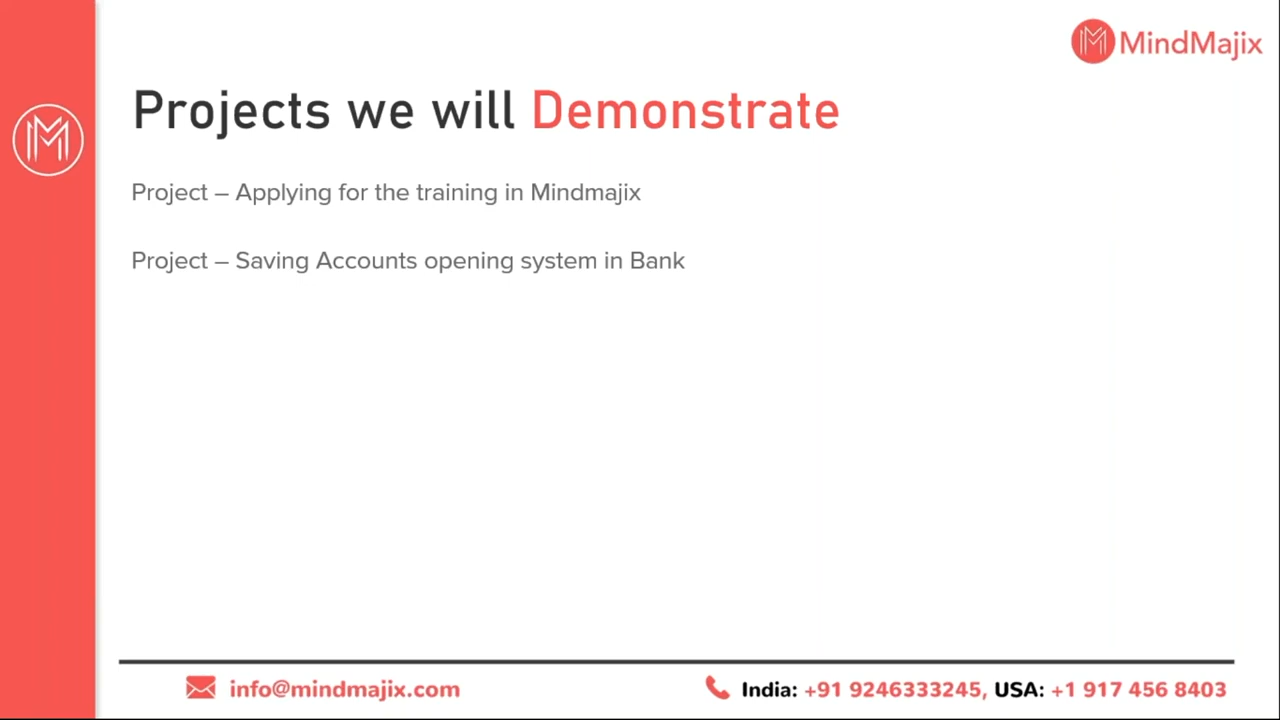 MindMajix
Projects we will Demonstrate
Project – Applying for the training in Mindmajix
Project – Saving Accounts opening system in Bank
info@mindmajix.com
India: +91 9246333245, USA: +1 917 456 8403